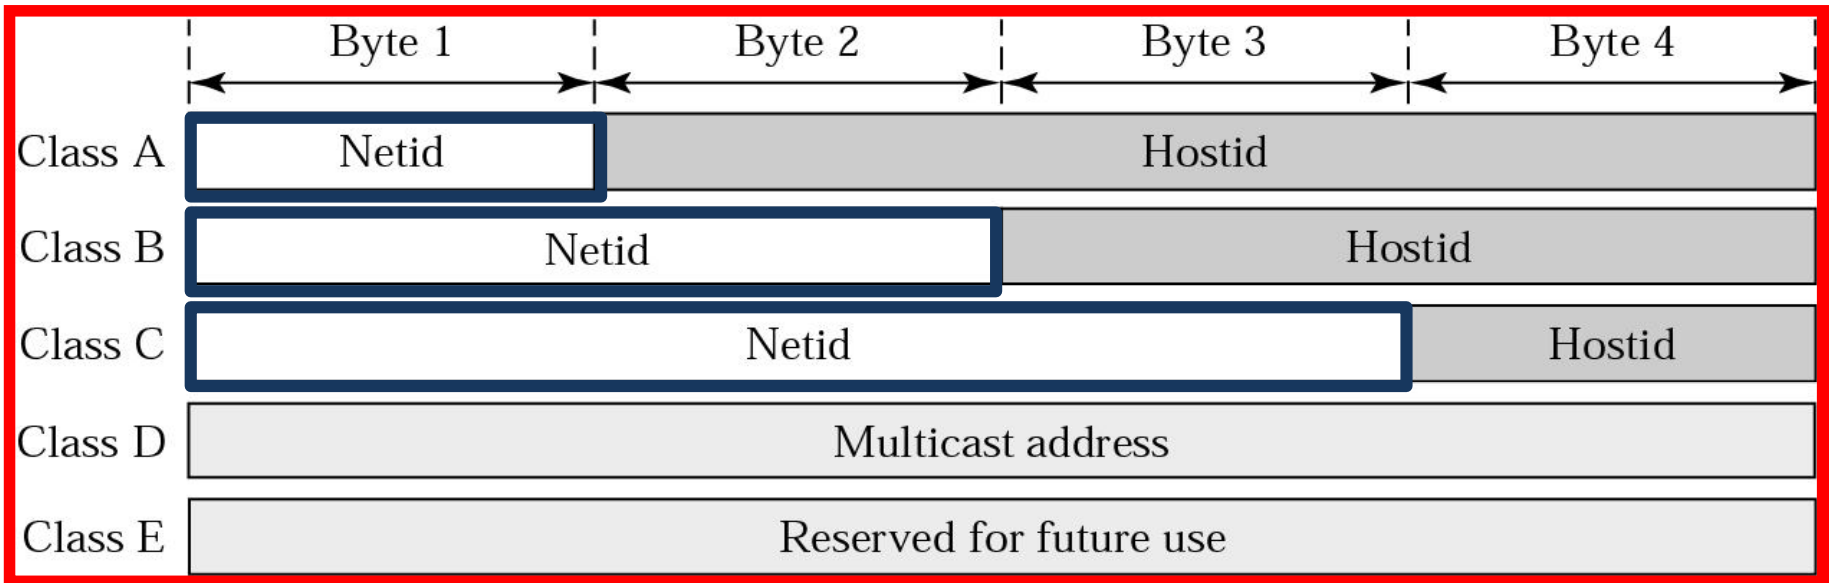 Byte 1 Byte 2 Byte 3 Byte 4
Class A Netid Hostid
Class B Netid Hostid
Class C Netid Hostid
Class D Multicast address
Class E Reserved for future use